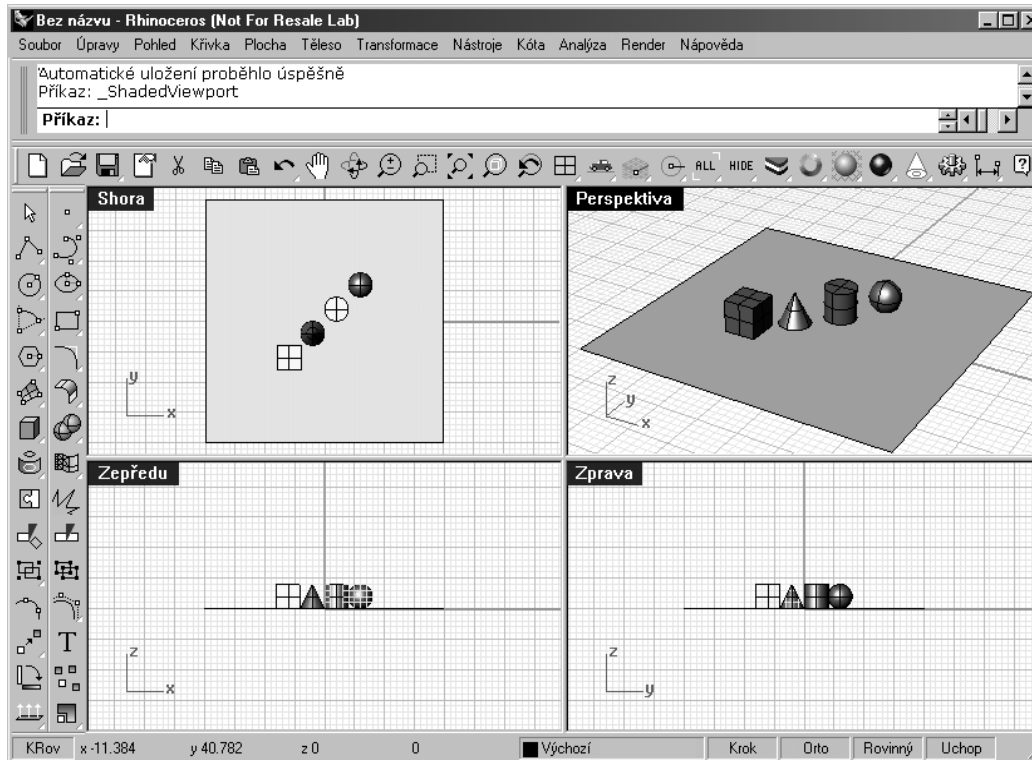 Bez názvu - Rhinoceros (Not For Resale Lab)
Soubor Úpravy Pohled Křivka Plocha Těleso Transformace Nástroje Kóta Analýza Render Nápověda
Automatické uložení proběhlo úspěšně
Příkaz: _ShadedViewport
Příkaz:
ALL HIDE
Shora
y
x
Perspektiva
z
y
x
Zepředu
z
x
Zprava
z
y
T
KRov x -11.384 y 40.782 z 0 0 Výchozí Krok Orto Rovinný Uchop